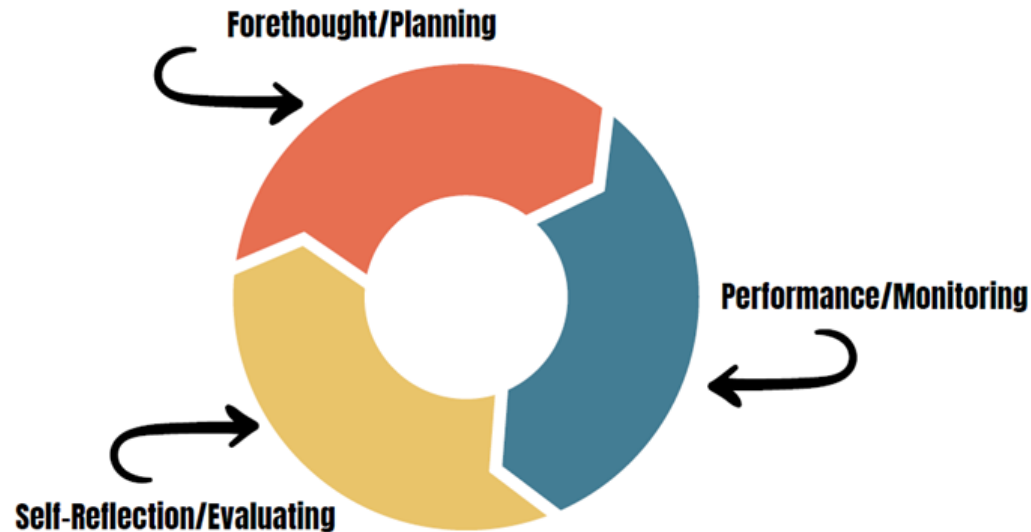 Forethought/Planning
Performance/Monitoring
Self-Reflection/Evaluating